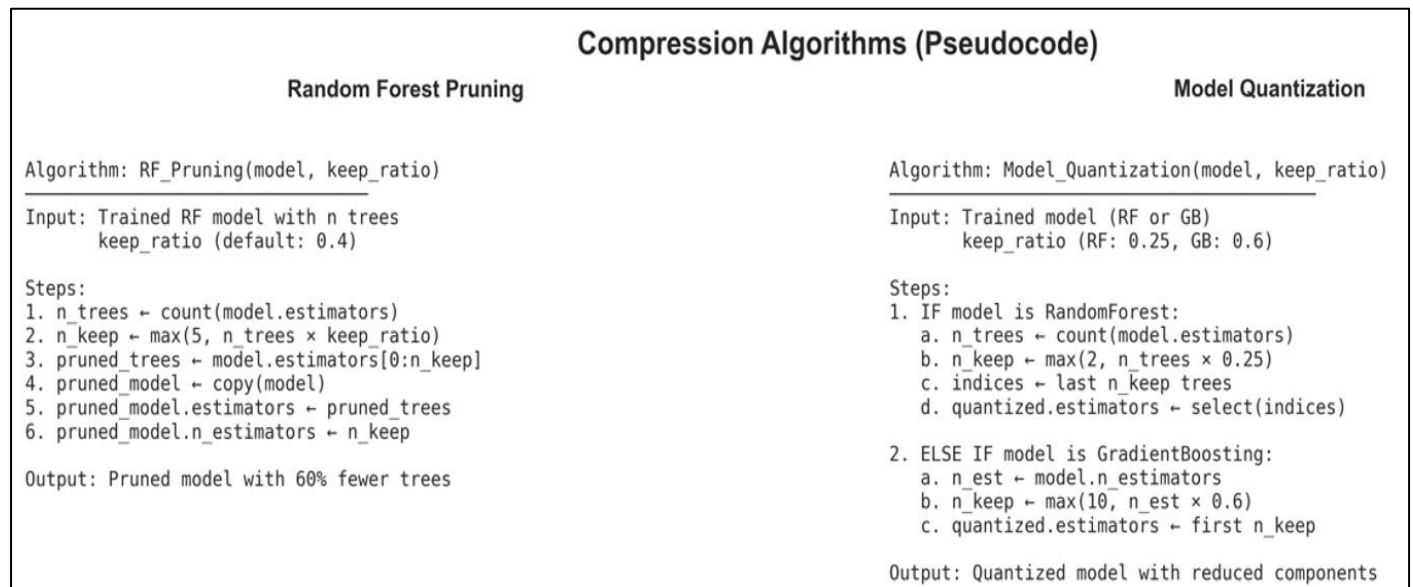 Compression Algorithms (Pseudocode)
Random Forest Pruning
Algorithm: RF_Pruning(model, keep_ratio)
Input: Trained RF model with n trees
keep_ratio (default: 0.4)
Steps:
1. n_trees ← count(model.estimators)
2. n_keep ← max(5, n_trees × keep_ratio)
3. pruned_trees ← model.estimators[0:n_keep]
4. pruned_model ← copy(model)
5. pruned_model.estimators ← pruned_trees
6. pruned_model.n_estimators ← n_keep
Output: Pruned model with 60% fewer trees
Model Quantization
Algorithm: Model_Quantization(model, keep_ratio)
Input: Trained model (RF or GB)
keep_ratio (RF: 0.25, GB: 0.6)
Steps:
1. IF model is RandomForest:
a. n_trees ← count(model.estimators)
b. n_keep ← max(2, n_trees × 0.25)
c. indices ← last n_keep trees
d. quantized.estimators ← select(indices)
2. ELSE IF model is GradientBoosting:
a. n_est ← model.n_estimators
b. n_keep ← max(10, n_est × 0.6)
c. quantized.estimators ← first n_keep
Output: Quantized model with reduced components